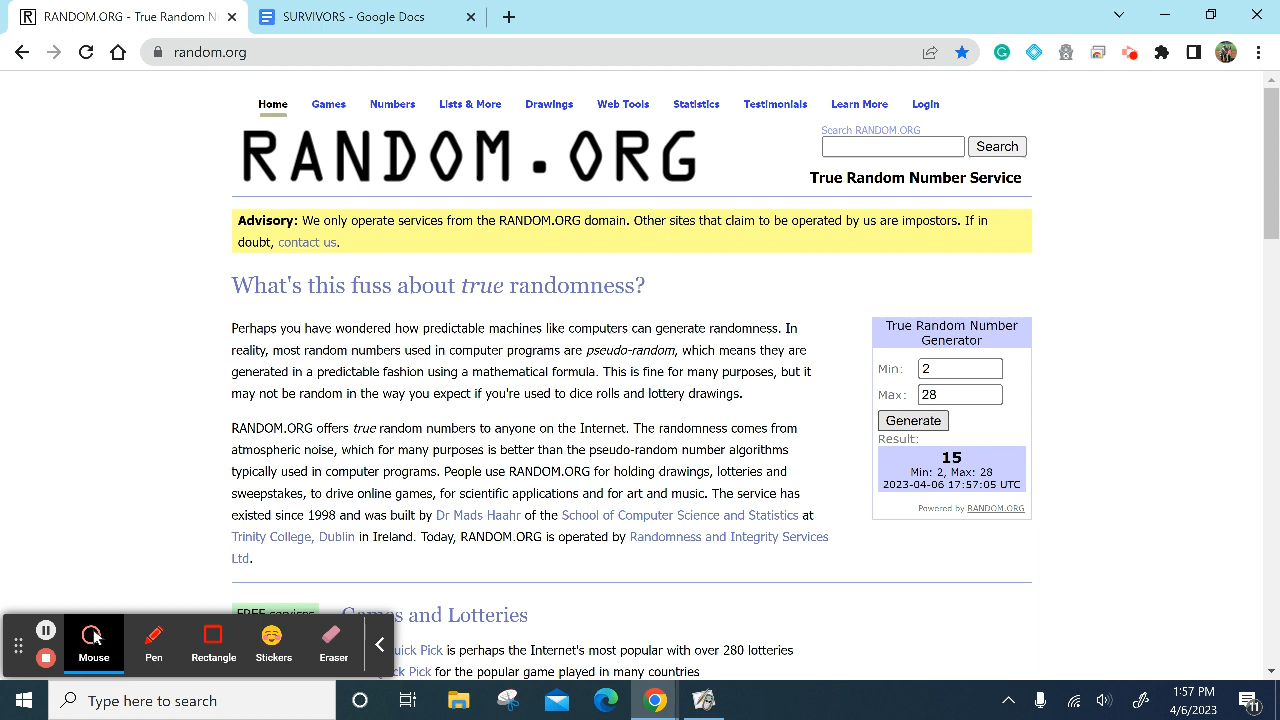 RANDOM.ORG - True Random N
SURVIVORS - Google Docs
random.org
Home Games Numbers Lists & More Drawings Web Tools Statistics Testimonials Learn More Login
Search RANDOM.ORG
RANDOM.ORG
Search
True Random Number Service
Advisory: We only operate services from the RANDOM.ORG domain. Other sites that claim to be operated by us are impostors. If in
doubt, contact us.
What's this fuss about true randomness?
Perhaps you have wondered how predictable machines like computers can generate randomness. In
reality, most random numbers used in computer programs are pseudo-random, which means they are
generated in a predictable fashion using a mathematical formula. This is fine for many purposes, but it
may not be random in the way you expect if you're used to dice rolls and lottery drawings.
RANDOM.ORG offers true random numbers to anyone on the Internet. The randomness comes from
atmospheric noise, which for many purposes is better than the pseudo-random number algorithms
typically used in computer programs. People use RANDOM.ORG for holding drawings, lotteries and
sweepstakes, to drive online games, for scientific applications and for art and music. The service has
existed since 1998 and was built by Dr Mads Haahr of the School of Computer Science and Statistics at
Trinity College, Dublin in Ireland. Today, RANDOM.ORG is operated by Randomness and Integrity Services
Ltd.
True Random Number
Generator
Min: 2
Max: 28
Generate
Result:
15
Min: 2, Max: 28
2023-04-06 17:57:05 UTC
Powered by RANDOM.ORG
FREE services
Games and Lotteries
uick Pick is perhaps the Internet's most popular with over 280 lotteries
ick Pick for the popular game played in many countries
Mouse Pen Rectangle Stickers Eraser
Type here to search
1:57 PM
4/6/2023
11